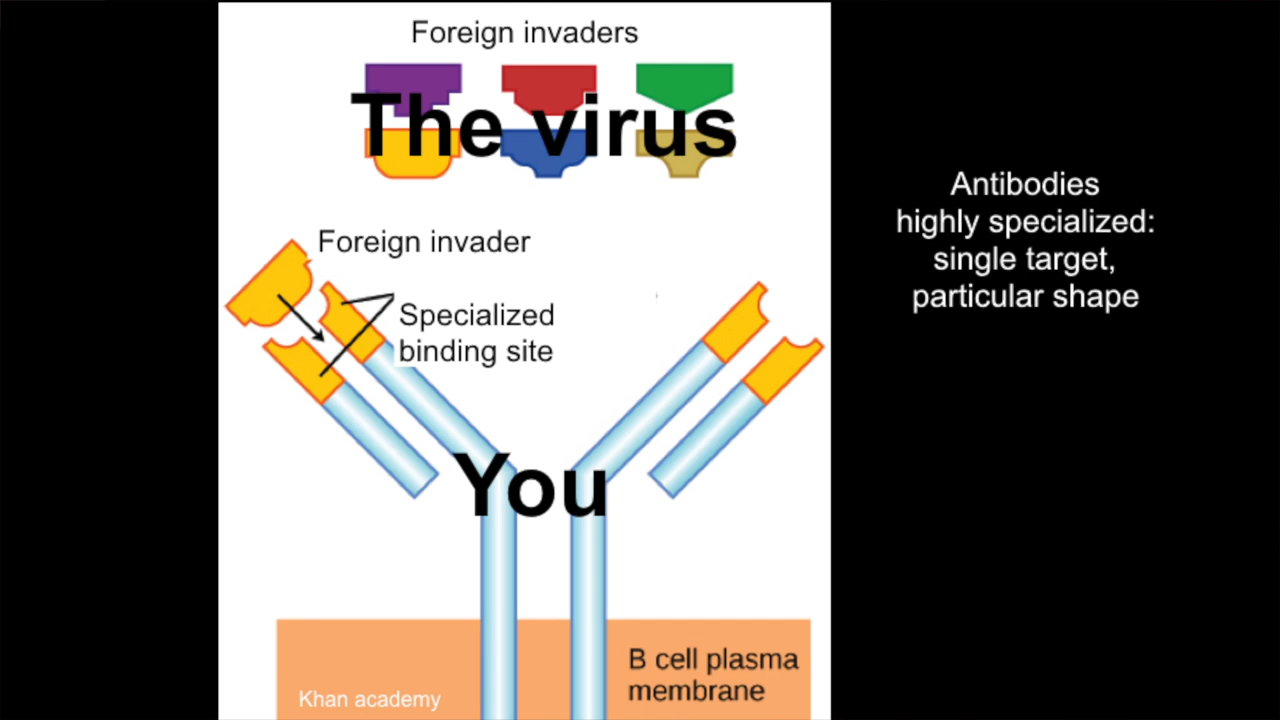 Foreign invaders
The virus
Foreign invader
Specialized
binding site
You
B cell plasma
membrane
Khan academy
Antibodies
highly specialized:
single target,
particular shape